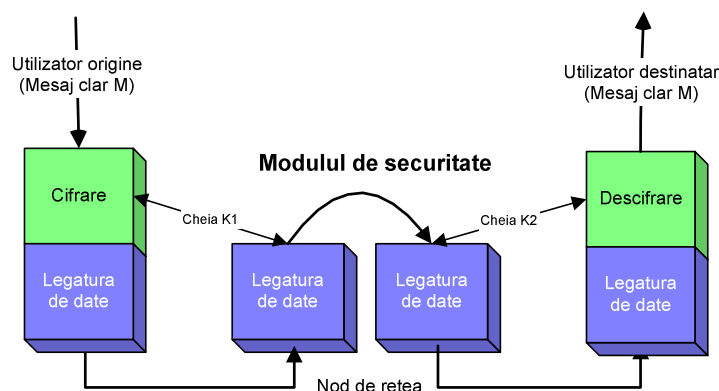 Utilizator origine
(Mesaj clar M)
Utilizator destinatar
(Mesaj clar M)
Modulul de securitate
Cifrare
Cheia K1
Cheia K2
Descifrare
Legatura
de date
Legatura
de date
Legatura
de date
Legatura
de date
Nod de retea